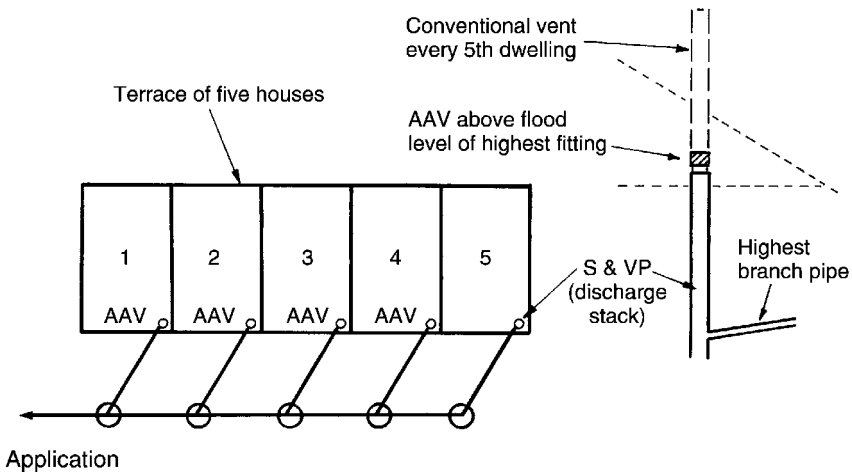 Conventional vent
every 5th dwelling
Terrace of five houses
AAV above flood
level of highest fitting
1
2
3
4
5
AAV
AAV
AAV
AAV
S & VP
(discharge
stack)
Highest
branch pipe
Application